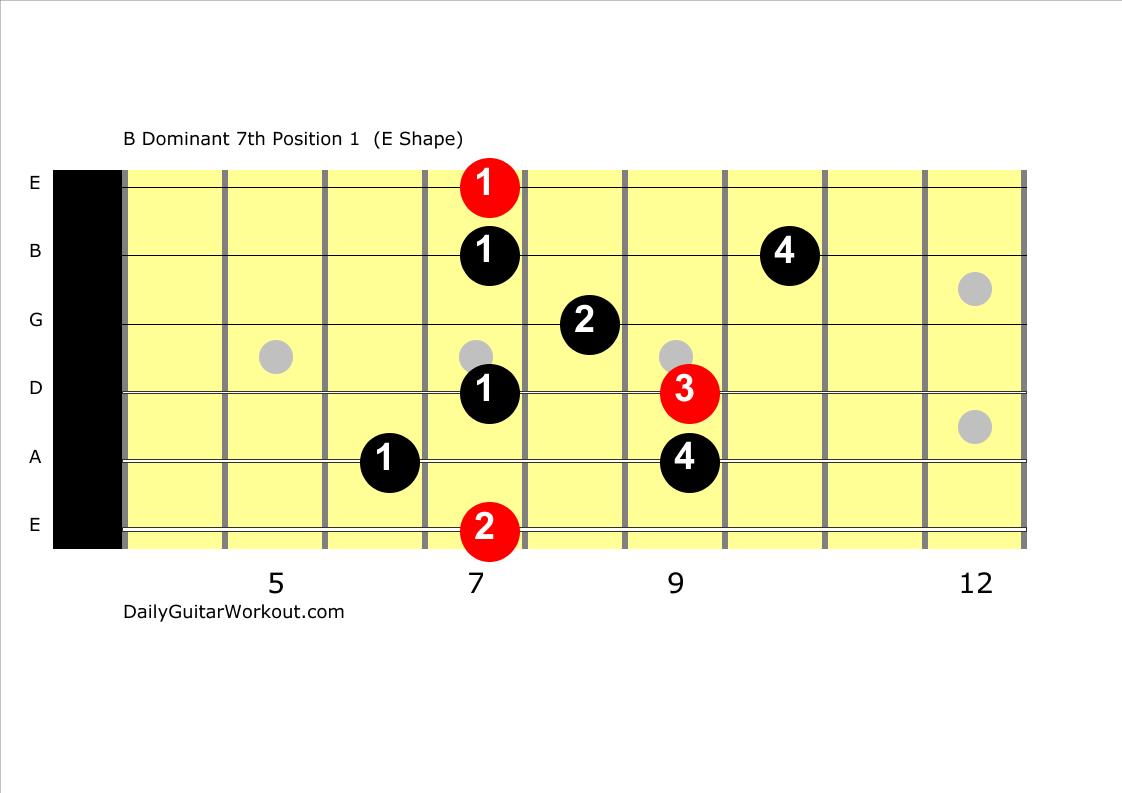 B Dominant 7th Position 1 (E Shape)
E 1
B 1 4
G 2
D 1 3
A 1 4
E 2
5 7 9 12
DailyGuitarWorkout.com